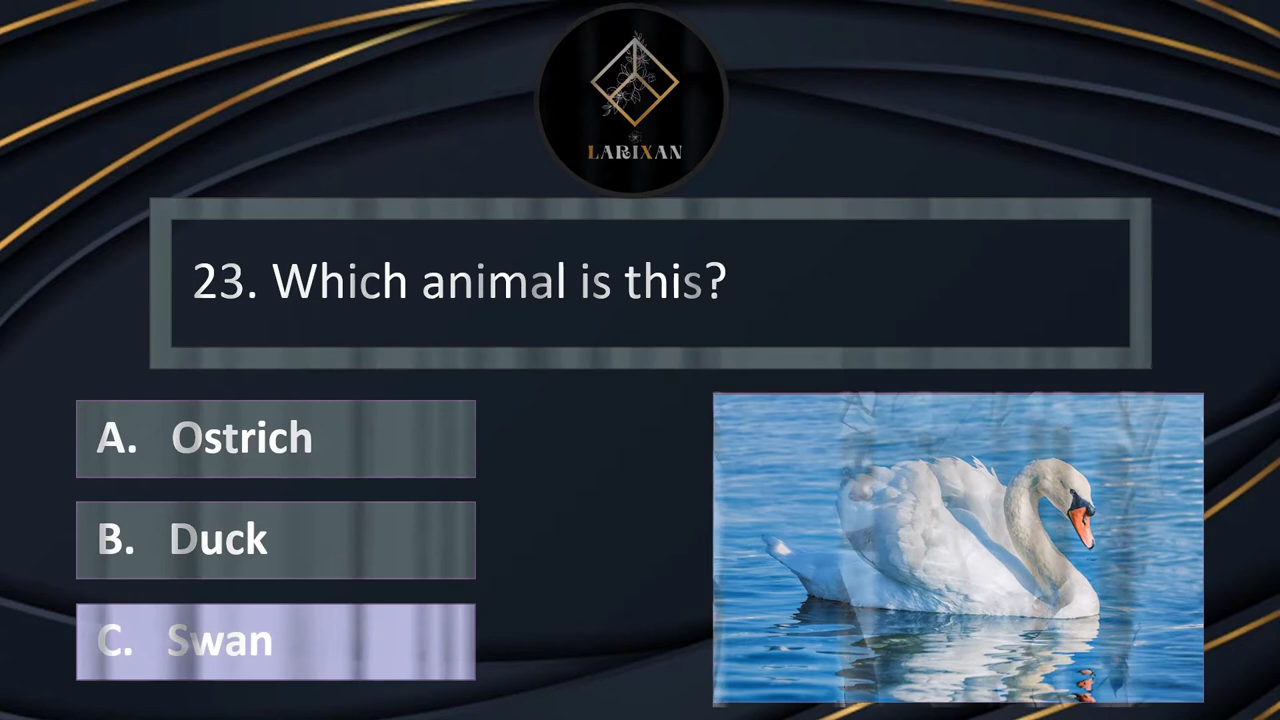 LARIXAN
23. Which animal is this?
A. Ostrich
B. Duck
C. Swan